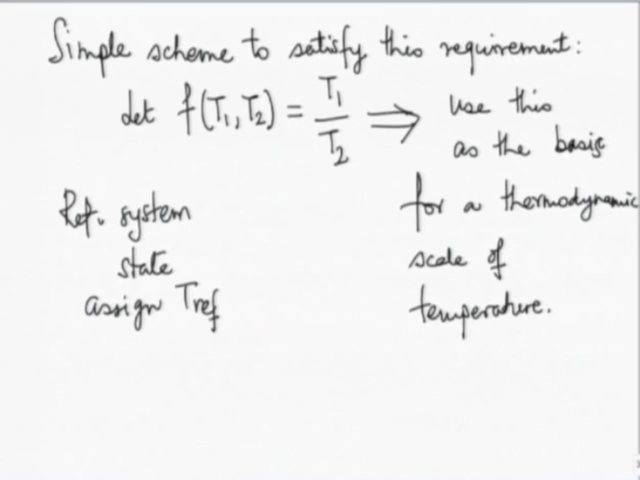 Simple scheme to satisfy this requirement:
Let f(T₁, T₂) = T₁/T₂ ⟹ use this
as the basis
Ref. system
state
assign Tref
for a thermodynamic
scale of
temperature.